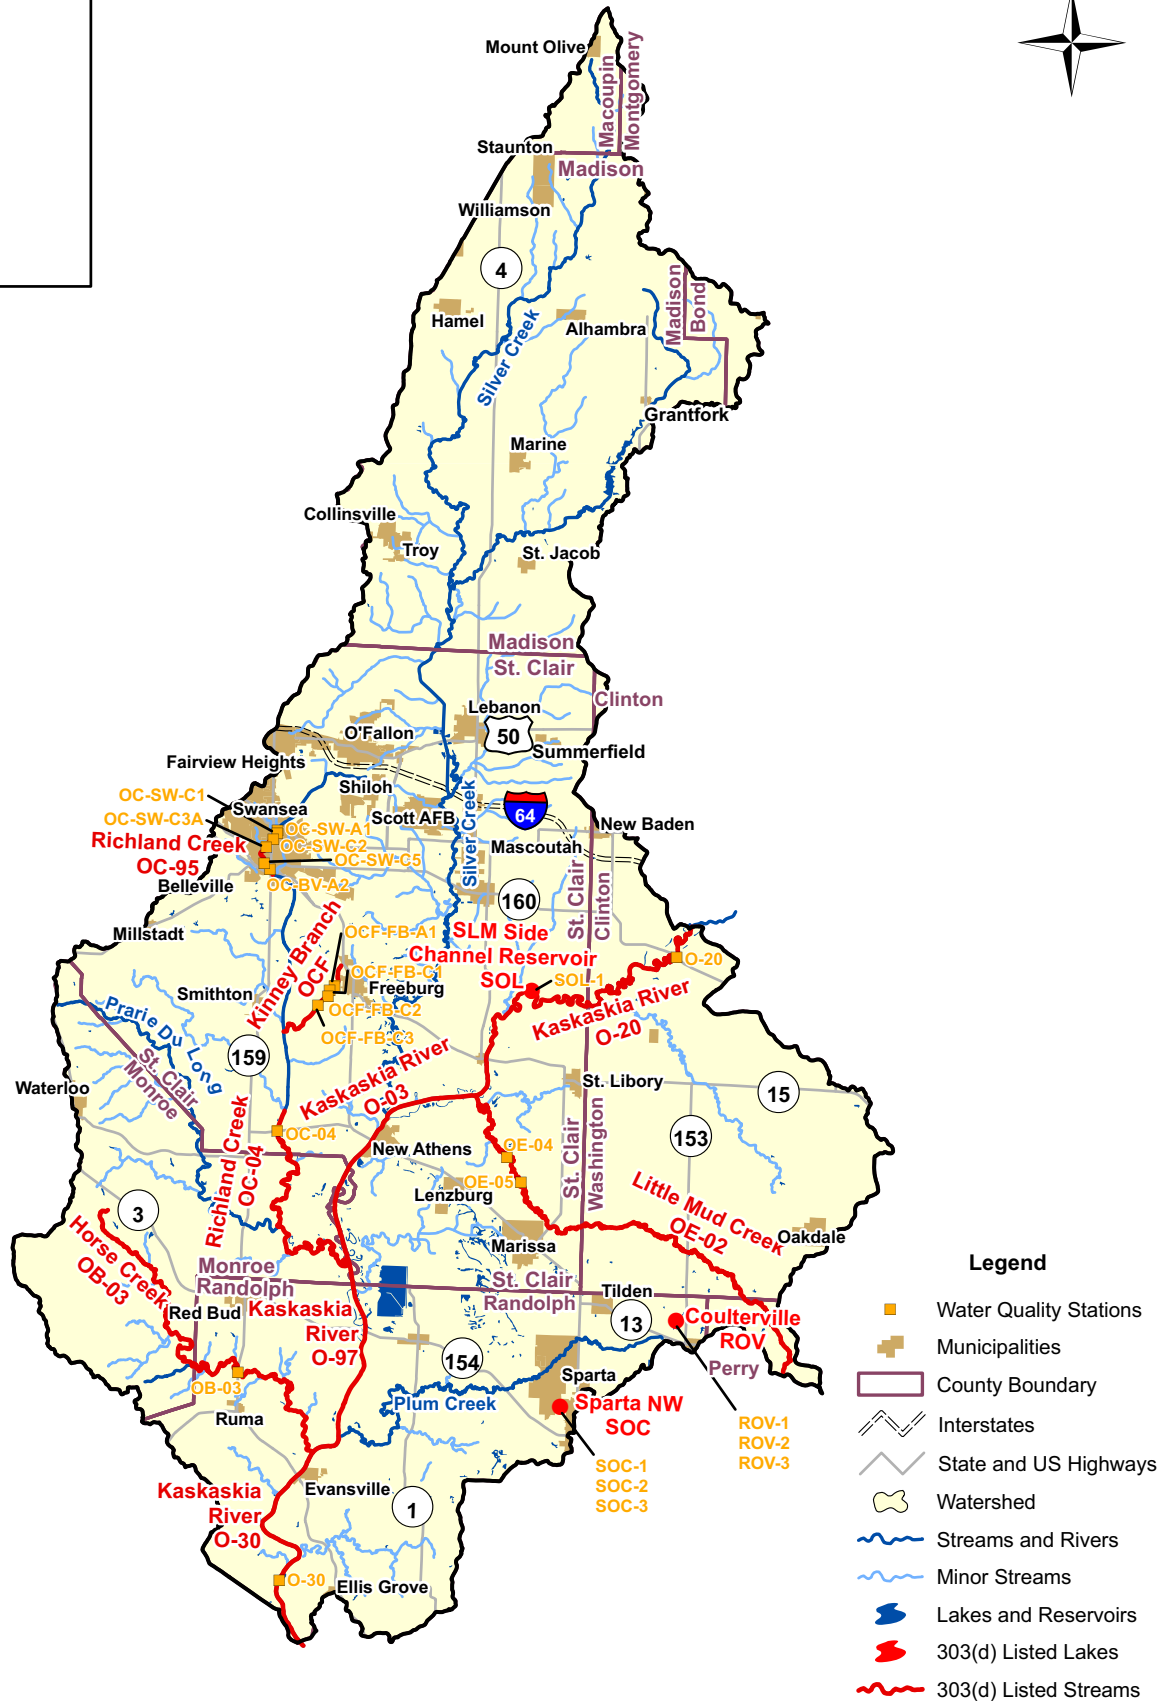 Mount Olive
Macoupin
Montgomery
Staunton
Madison
Williamson
4
Madison
Bond
Hamel
Alhambra
Silver Creek
Grantfork
Marine
Collinsville
Troy
St. Jacob
Madison
St. Clair
Clinton
Lebanon
O'Fallon
50
Summerfield
Fairview Heights
Shiloh
OC-SW-C1
Swansea
Scott AFB
64
OC-SW-C3A
OC-SW-A1
New Baden
Richland Creek
OC-95
OC-SW-C2
Mascoutah
OC-SW-C5
Silver Creek
Belleville
OC-BV-A2
160
St. Clair
Clinton
Millstadt
OCF-FB-A1
SLM Side
Channel Reservoir
SOL
SOL-1
O-20
Kinney Branch
OCF
OCF-FB-C1
Freeburg
Smithton
OCF-FB-C2
OCF-FB-C3
Kaskaskia River
O-20
Prarie Du Long
159
St. Clair
Monroe
Kaskaskia River
O-03
Waterloo
St. Libory
15
OC-04
153
New Athens
OE-04
Richland Creek
OC-04
OE-05
Lenzburg
St. Clair
Washington
Little Mud Creek
OE-02
3
Horse Creek
OB-03
Marissa
Oakdale
Monroe
Randolph
St. Clair
Randolph
Tilden
Red Bud
Kaskaskia
River
O-97
13
Coulterville
ROV
Perry
154
Sparta
OB-03
Plum Creek
Sparta NW
SOC
Ruma
ROV-1
ROV-2
ROV-3
SOC-1
SOC-2
SOC-3
Evansville
Kaskaskia
River
O-30
1
O-30
Ellis Grove
Legend
Water Quality Stations
Municipalities
County Boundary
Interstates
State and US Highways
Watershed
Streams and Rivers
Minor Streams
Lakes and Reservoirs
303(d) Listed Lakes
303(d) Listed Streams